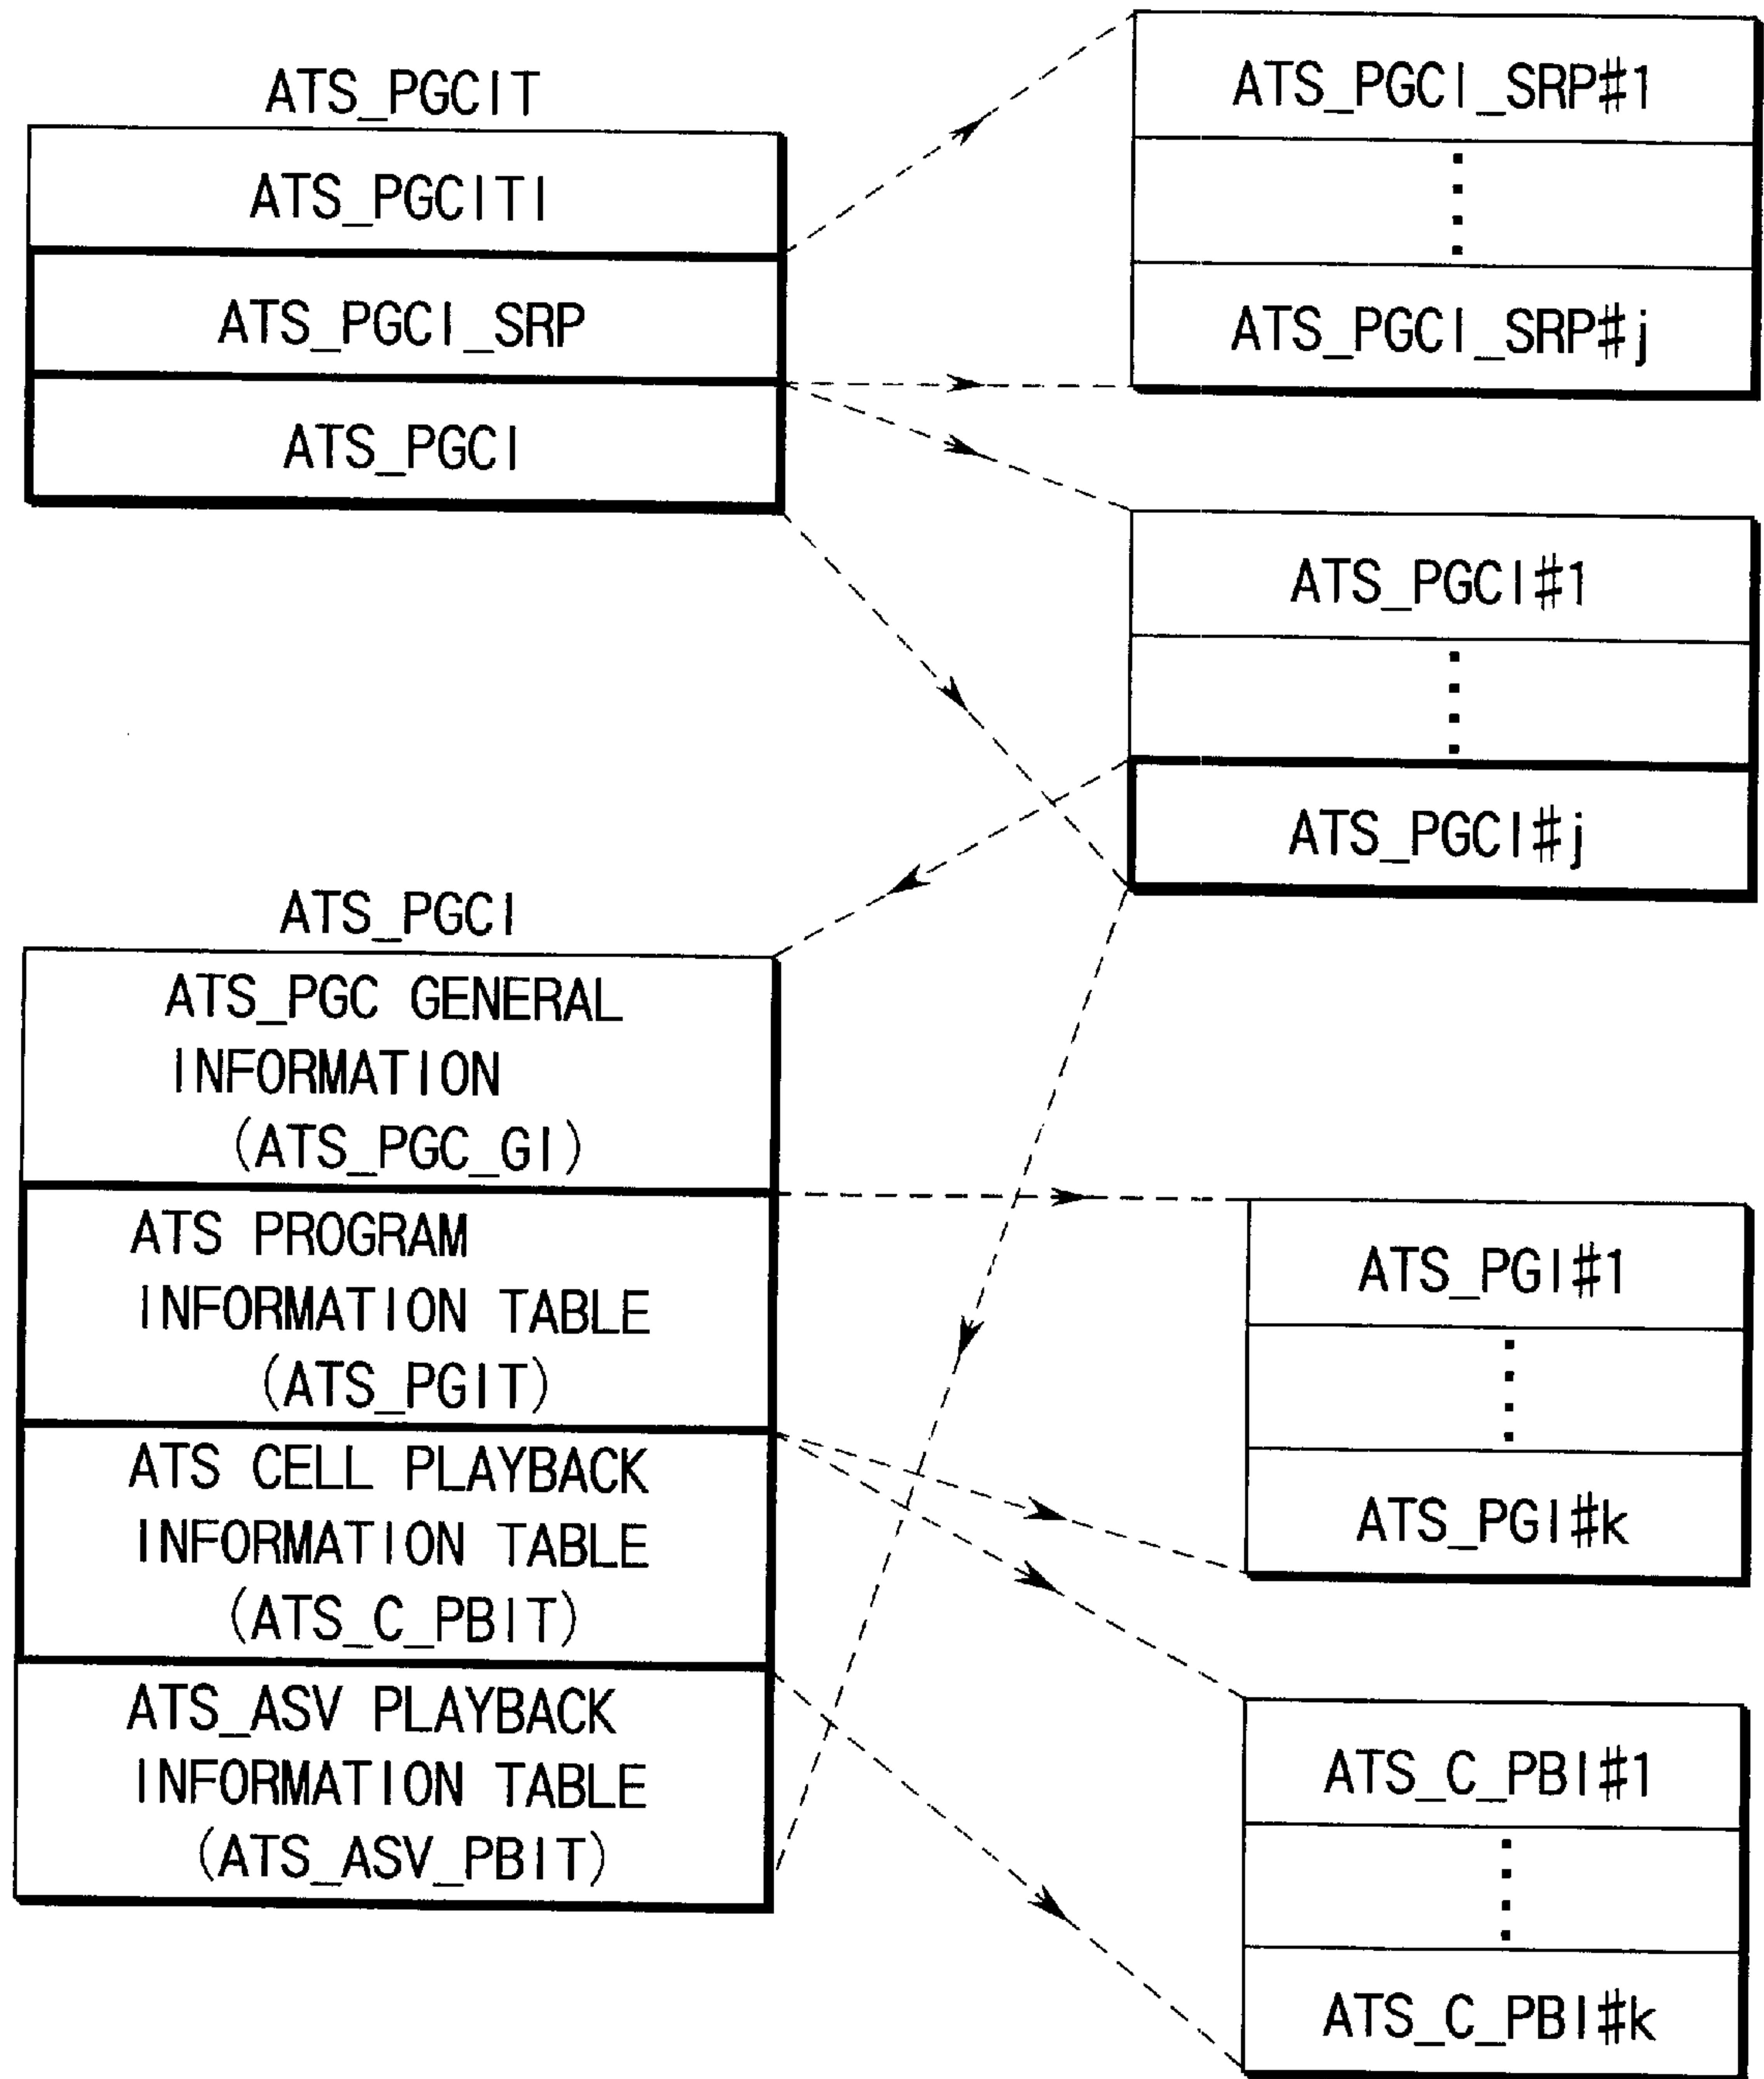 ATS_PGCIT
ATS_PGCITI
ATS_PGCI_SRP
ATS_PGCI
ATS_PGCI_SRP#1
ATS_PGCI_SRP#j
ATS_PGCI#1
ATS_PGCI#j
ATS_PGCI
ATS_PGC GENERAL
INFORMATION
(ATS_PGC_GI)
ATS PROGRAM
INFORMATION TABLE
(ATS_PGIT)
ATS CELL PLAYBACK
INFORMATION TABLE
(ATS_C_PBIT)
ATS_ASV PLAYBACK
INFORMATION TABLE
(ATS_ASV_PBIT)
ATS_PGI#1
ATS_PGI#k
ATS_C_PBI#1
ATS_C_PBI#k